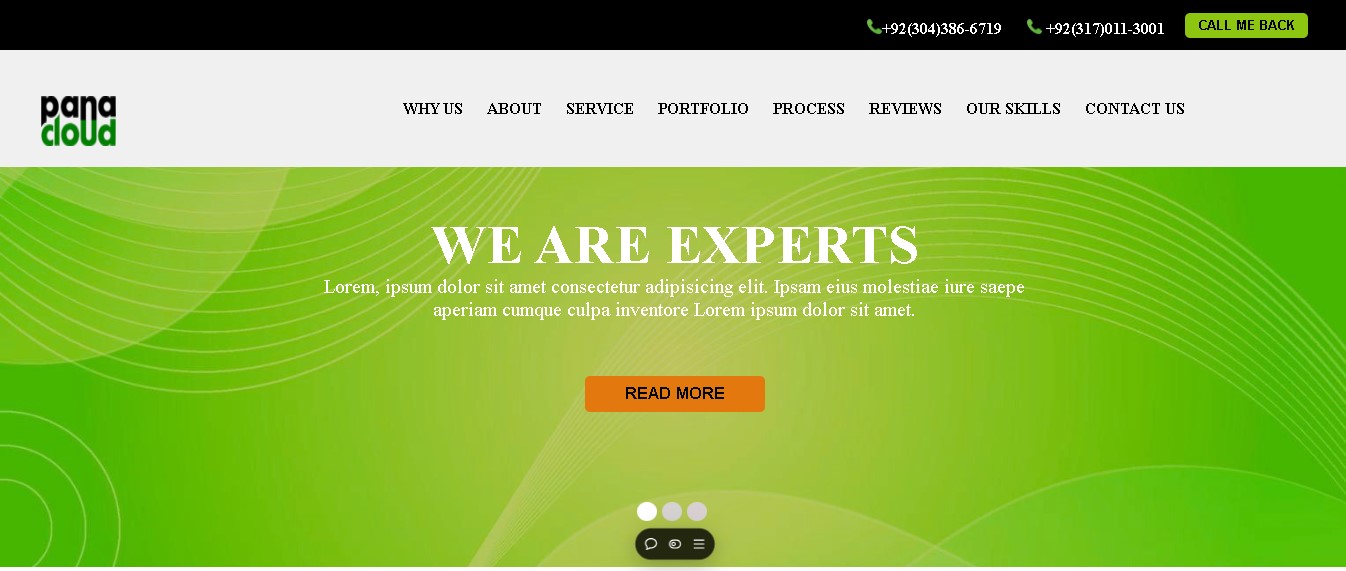 +92(304)386-6719 +92(317)011-3001 CALL ME BACK
pana
cloud
WHY US ABOUT SERVICE PORTFOLIO PROCESS REVIEWS OUR SKILLS CONTACT US
WE ARE EXPERTS
Lorem, ipsum dolor sit amet consectetur adipisicing elit. Ipsam eius molestiae iure saepe
aperiam cumque culpa inventore Lorem ipsum dolor sit amet.
READ MORE